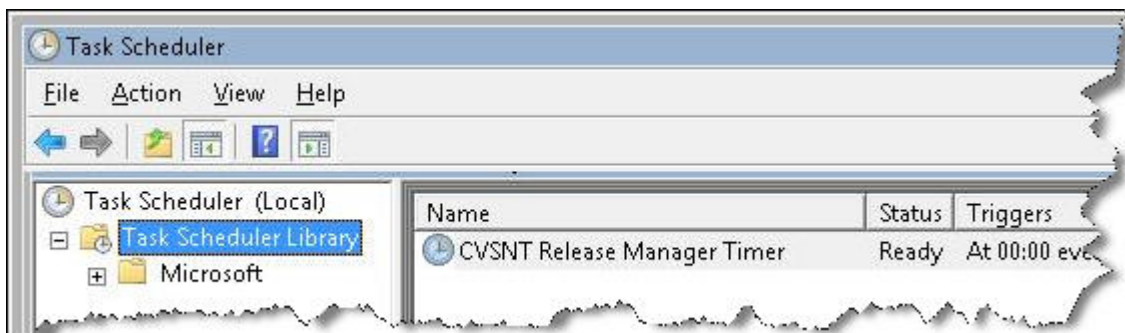 Task Scheduler
File Action View Help
Task Scheduler (Local)
Task Scheduler Library
Microsoft
Name Status Triggers
CVSNT Release Manager Timer Ready At 00:00